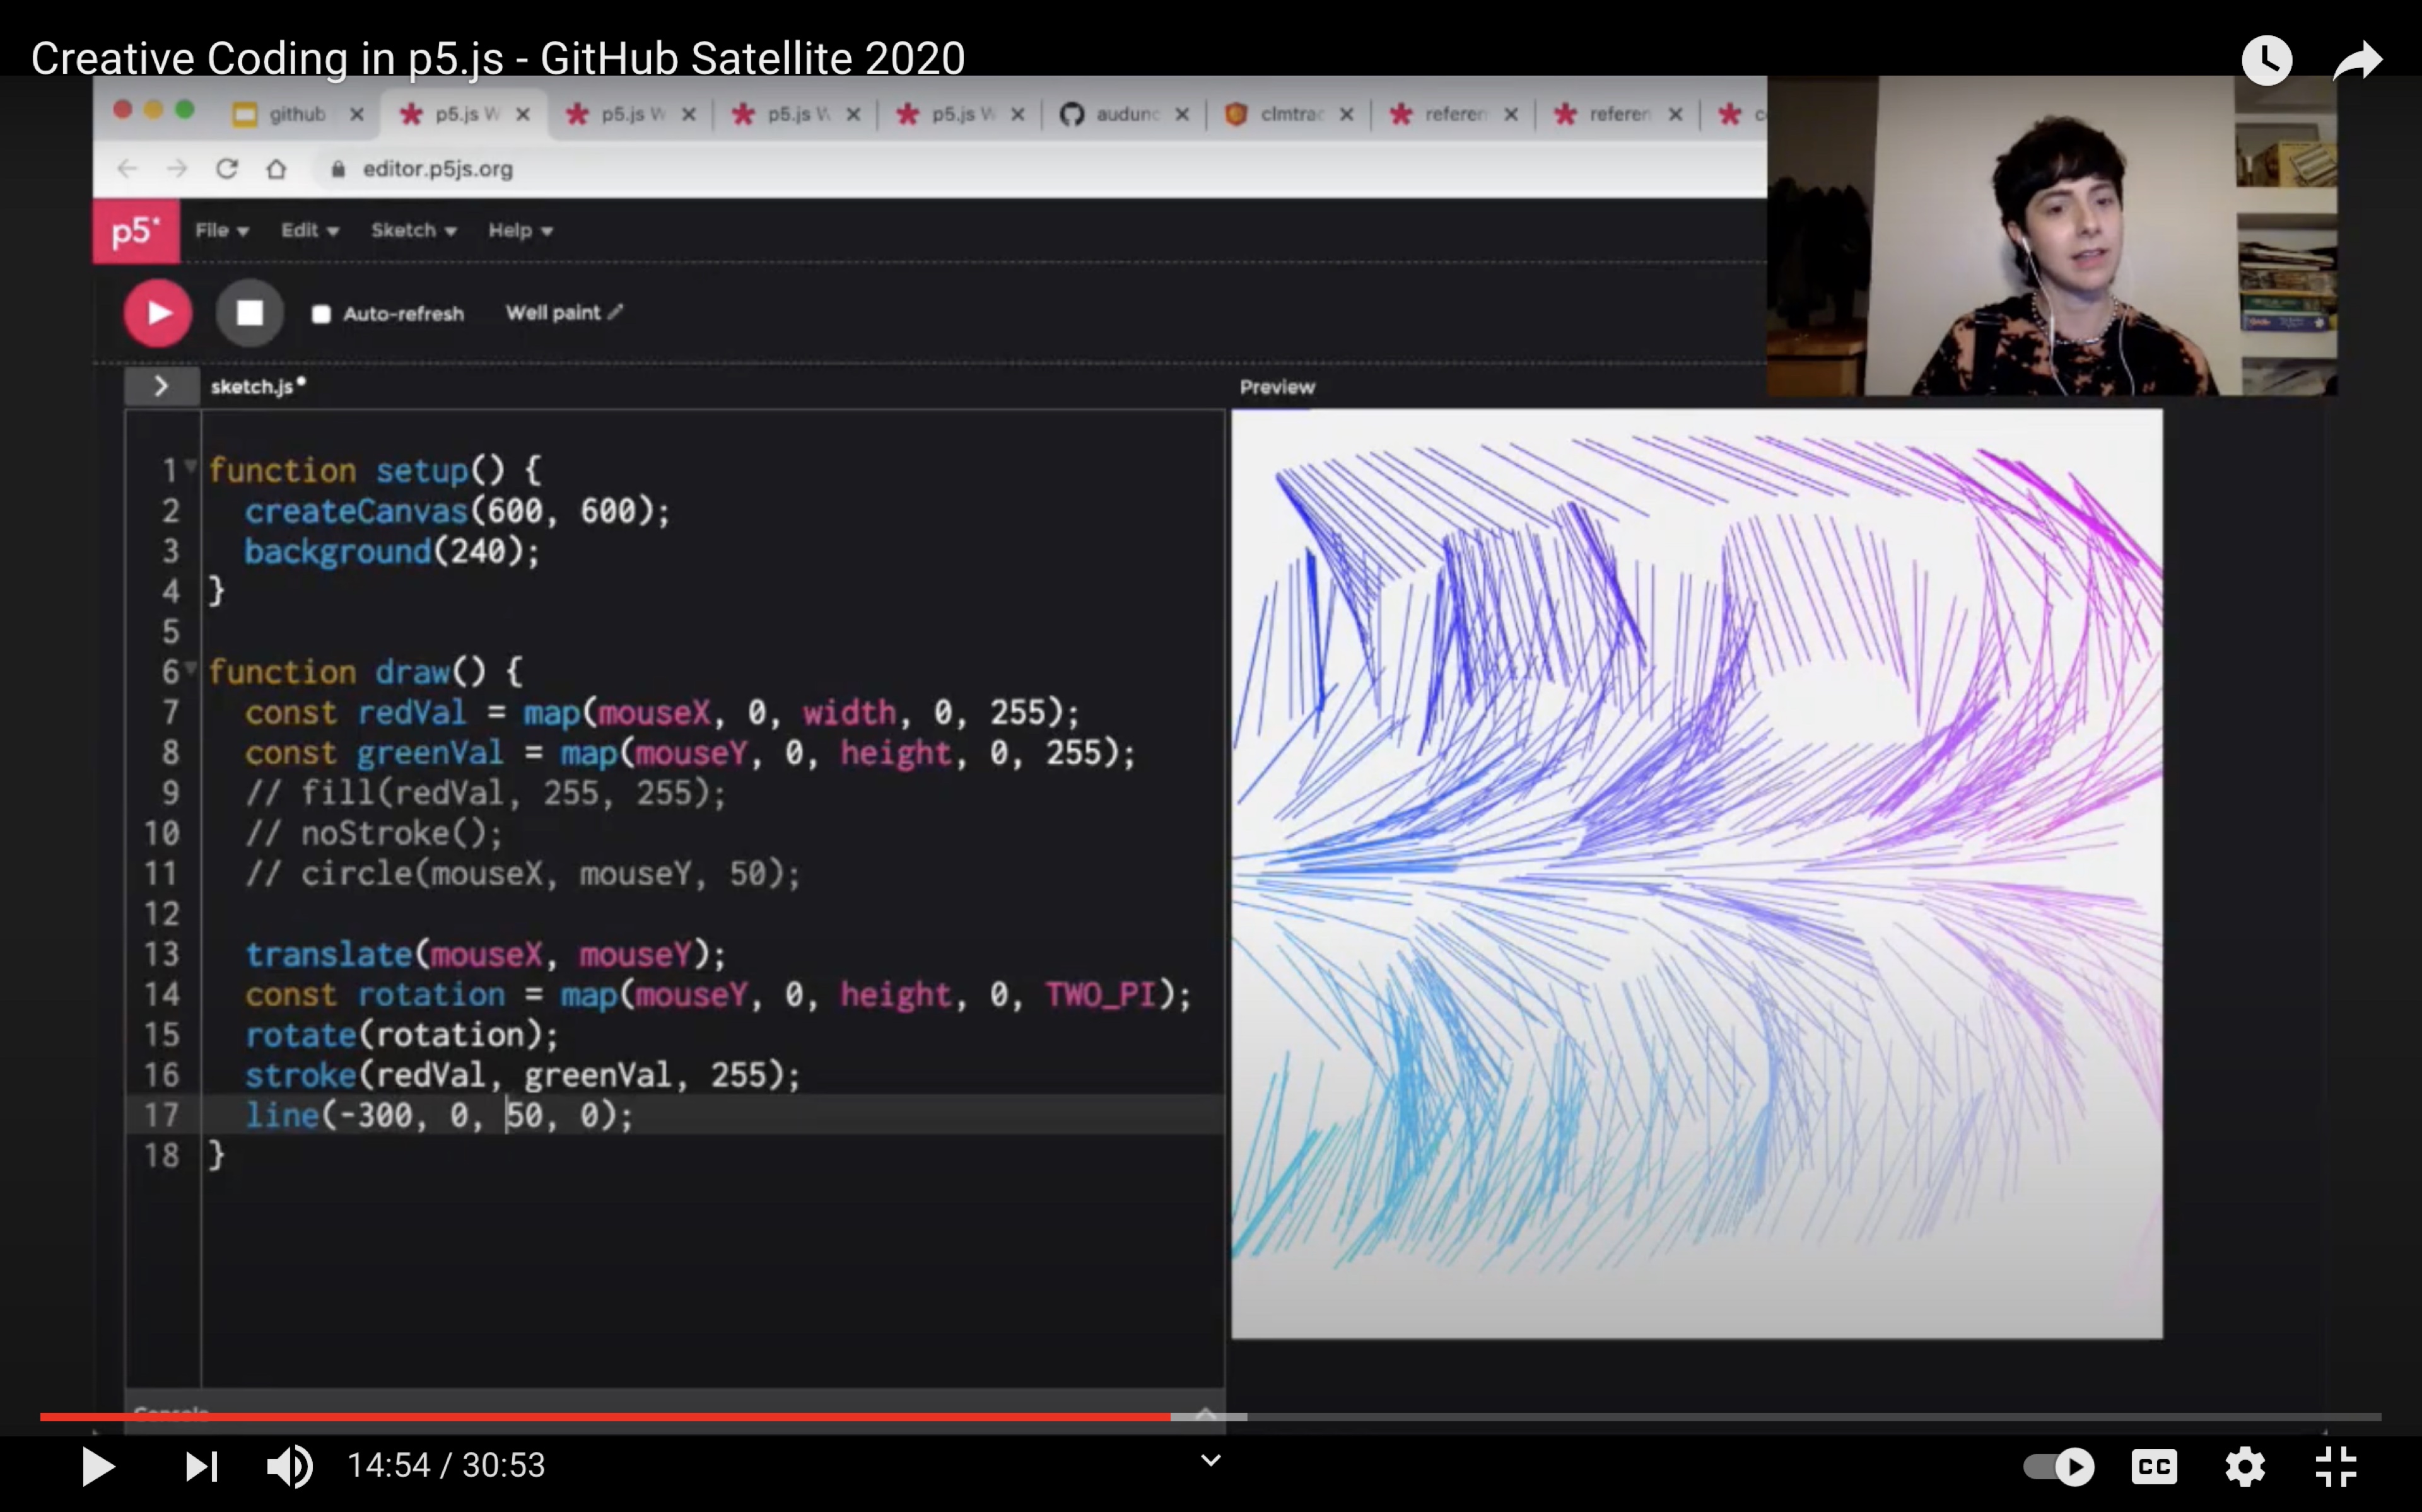 Creative Coding in p5.js - GitHub Satellite 2020
github
p5.js W
p5.js W
p5.js W
p5.js W
clmtrac
referen
referen
editor.p5js.org
p5*
File
Edit
Sketch
Help
Auto-refresh
Well paint
sketch.js
Preview
1 function setup() {
2 createCanvas(600, 600);
3 background(240);
4 }
5
6 function draw() {
7 const redVal = map(mouseX, 0, width, 0, 255);
8 const greenVal = map(mouseY, 0, height, 0, 255);
9 // fill(redVal, 255, 255);
10 // noStroke();
11 // circle(mouseX, mouseY, 50);
12
13 translate(mouseX, mouseY);
14 const rotation = map(mouseY, 0, height, 0, TWO_PI);
15 rotate(rotation);
16 stroke(redVal, greenVal, 255);
17 line(-300, 0, 50, 0);
18 }
14:54 / 30:53
CC